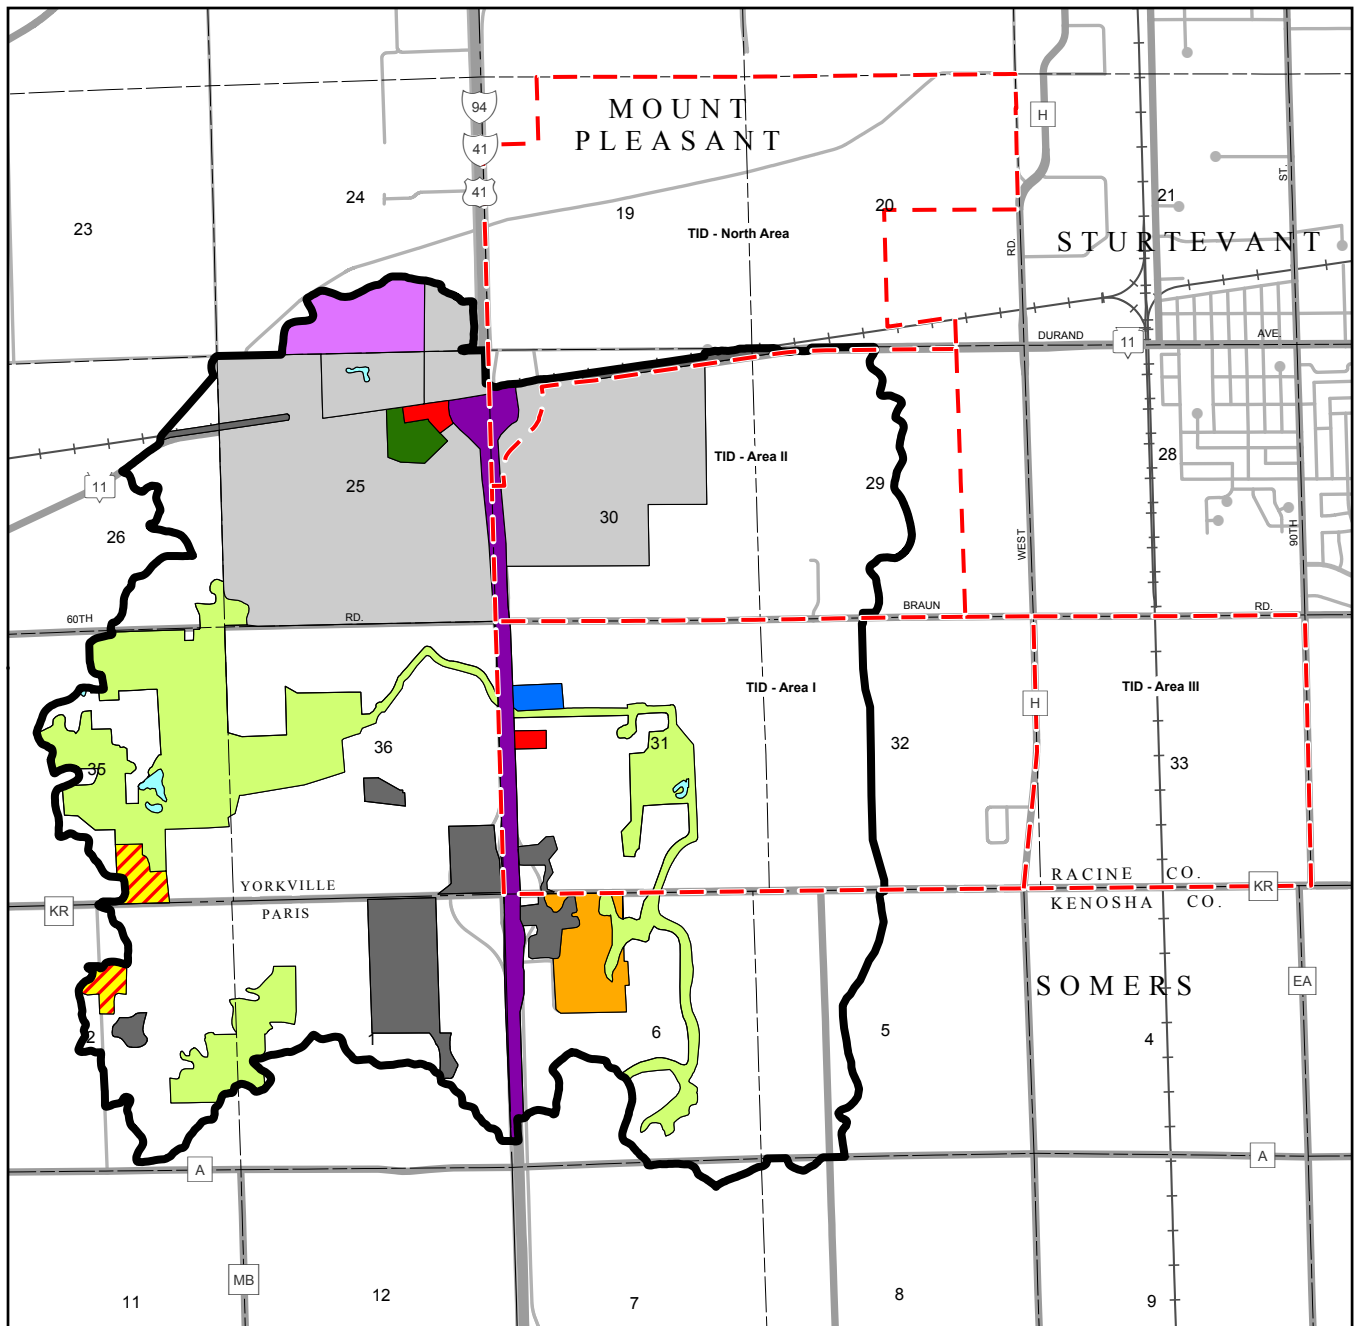 94
MOUNT
PLEASANT
H
41
41
ST.
24
23
19
20
21
TID - North Area
STURTEVANT
RD.
DURAND
11
AVE.
28
TID - Area II
25
29
11
30
26
WEST
90TH
60TH
RD.
BRAUN
RD.
TID - Area I
TID - Area III
H
36
31
32
35
33
YORKVILLE
RACINE CO.
KR
KR
PARIS
KENOSHA CO.
SOMERS
EA
2
1
6
5
4
A
A
MB
11
12
7
8
9